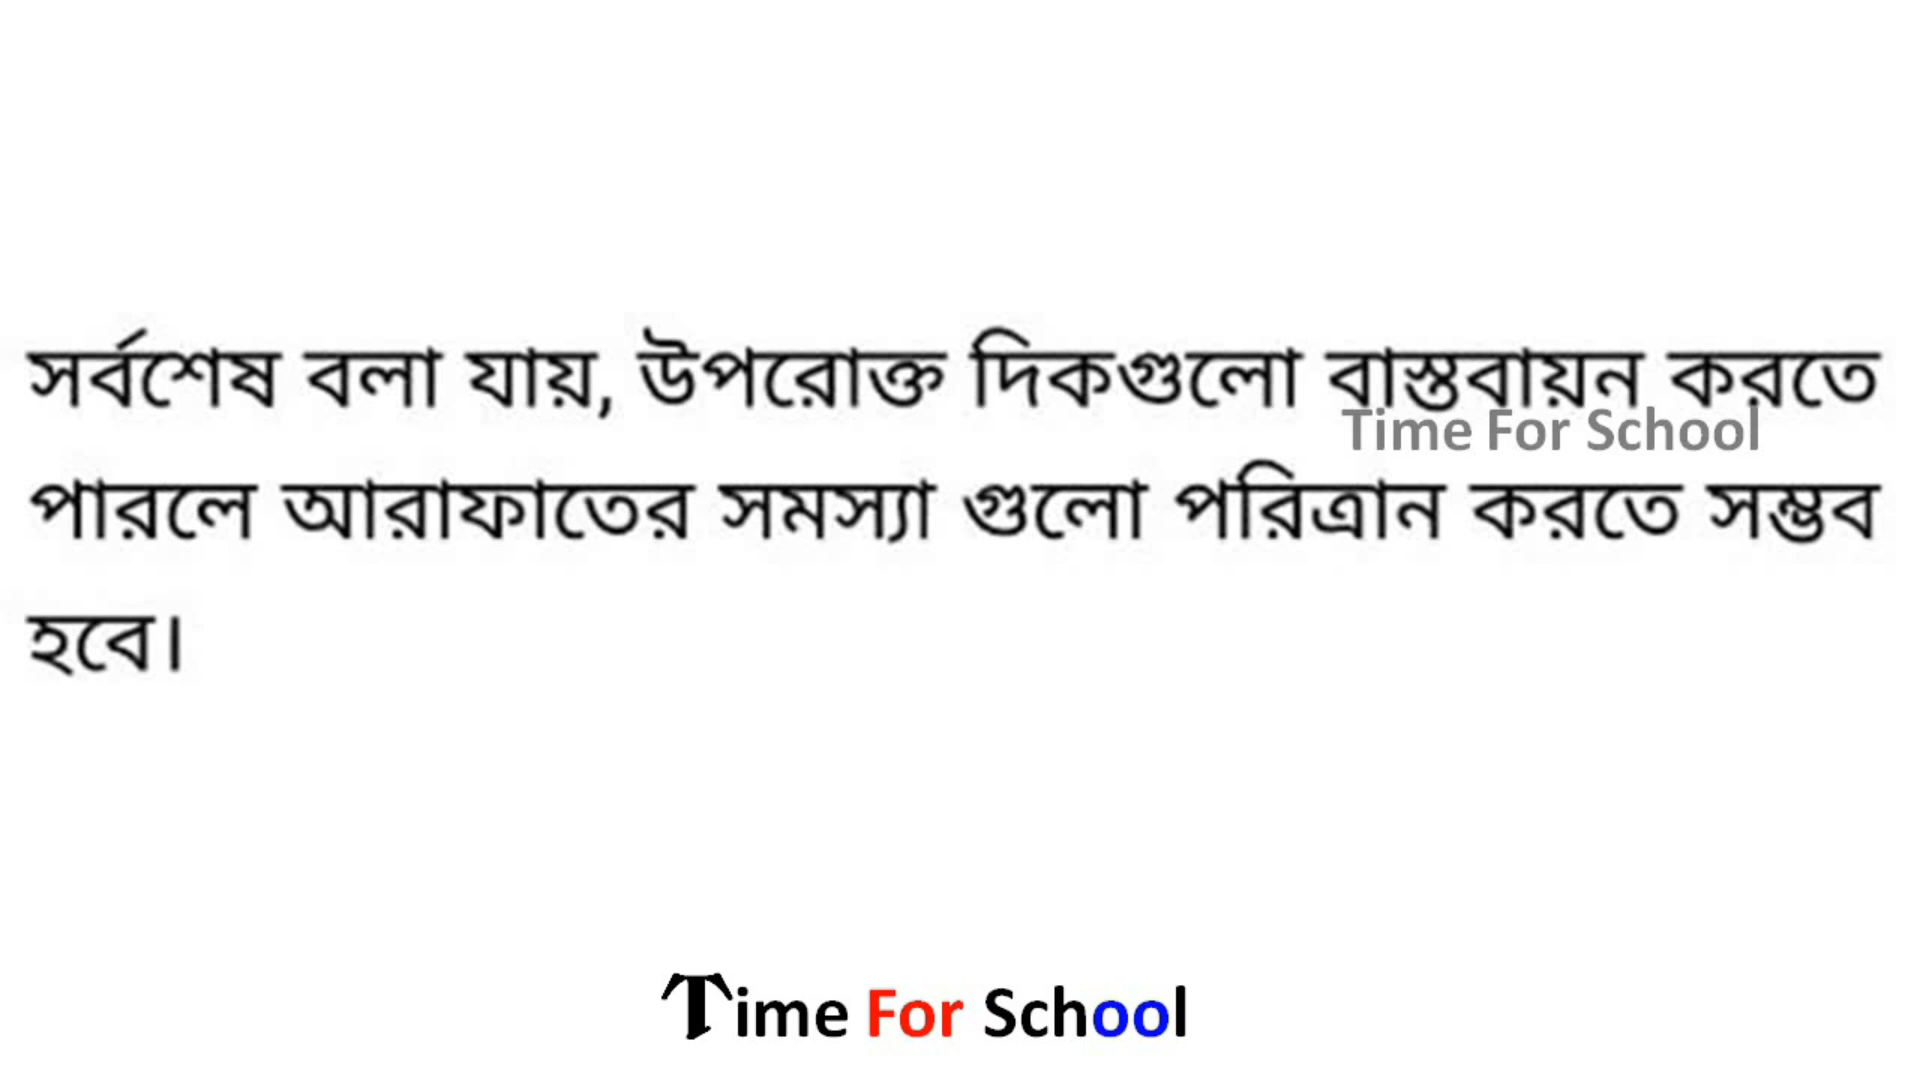 সর্বশেষ বলা যায়, উপরোক্ত দিকগুলো বাস্তবায়ন করতে
Time For School
পারলে আরাফাতের সমস্যা গুলো পরিত্রান করতে সম্ভব
হবে।
Time For School